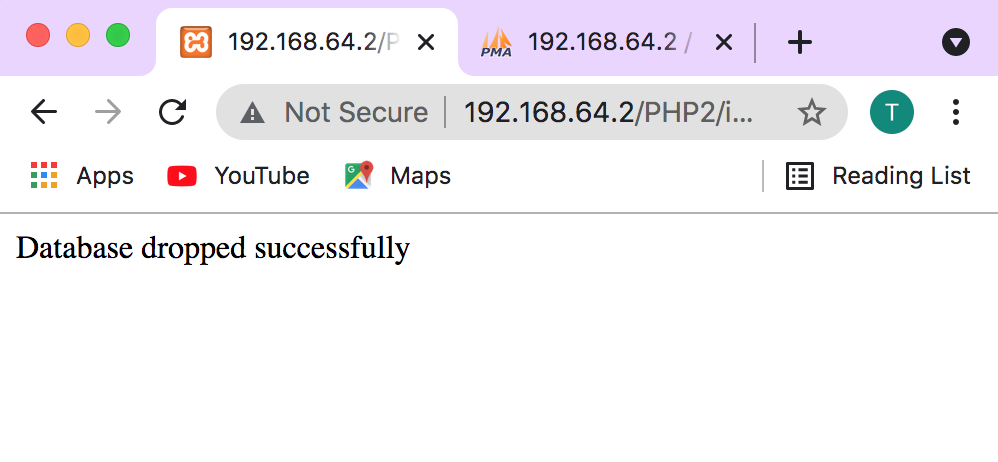 192.168.64.2/P
PMA 192.168.64.2 /
Not Secure 192.168.64.2/PHP2/i...
T
Apps YouTube Maps Reading List
Database dropped successfully